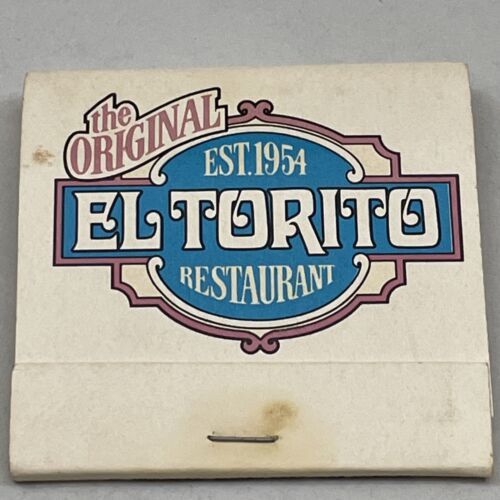 the
ORIGINAL
EST.1954
EL TORITO
RESTAURANT